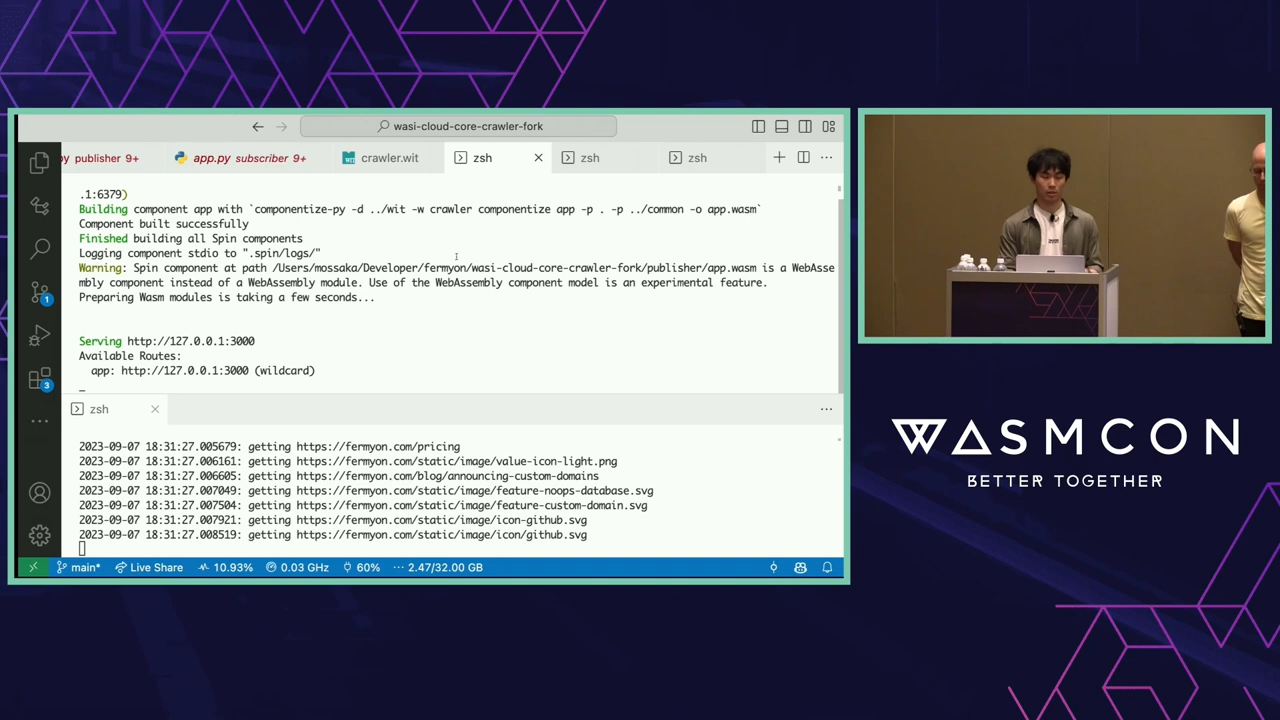 wasi-cloud-core-crawler-fork
py publisher 9+
app.py subscriber 9+
crawler.wit
zsh
zsh
zsh
.1:6379)
Building component app with `componentize-py -d ../wit -w crawler componentize app -p . -p ../common -o app.wasm`
Component built successfully
Finished building all Spin components
Logging component stdio to ".spin/logs/"
Warning: Spin component at path /Users/mossaka/Developer/fermyon/wasi-cloud-core-crawler-fork/publisher/app.wasm is a WebAsse
mbly component instead of a WebAssembly module. Use of the WebAssembly component model is an experimental feature.
Preparing Wasm modules is taking a few seconds...
Serving http://127.0.0.1:3000
Available Routes:
app: http://127.0.0.1:3000 (wildcard)
1
3
zsh
2023-09-07 18:31:27.005679: getting https://fermyon.com/pricing
2023-09-07 18:31:27.006161: getting https://fermyon.com/static/image/value-icon-light.png
2023-09-07 18:31:27.006605: getting https://fermyon.com/blog/announcing-custom-domains
2023-09-07 18:31:27.007049: getting https://fermyon.com/static/image/feature-noops-database.svg
2023-09-07 18:31:27.007504: getting https://fermyon.com/static/image/feature-custom-domain.svg
2023-09-07 18:31:27.007921: getting https://fermyon.com/static/image/icon-github.svg
2023-09-07 18:31:27.008519: getting https://fermyon.com/static/image/icon/github.svg
main* Live Share 10.93% 0.03 GHz 60% 2.47/32.00 GB
WASMCON
BETTER TOGETHER